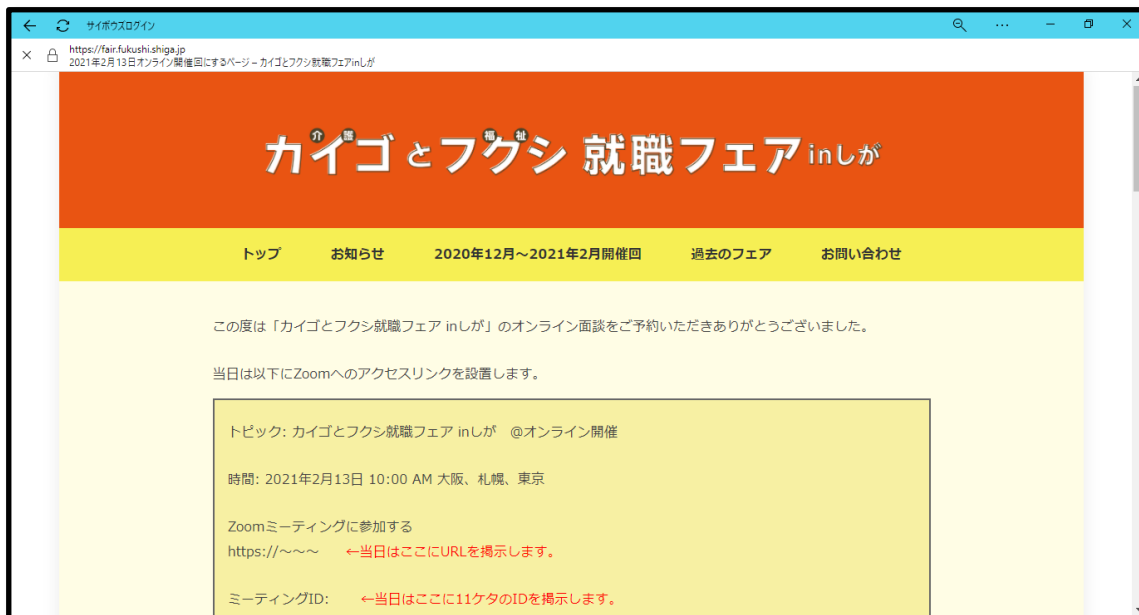 サイボウズログイン
https://fair.fukushi.shiga.jp
2021年2月13日オンライン開催回にするページ – カイゴとフクシ就職フェアinしが
介護 福祉
カイゴとフクシ 就職フェア inしが
トップ お知らせ 2020年12月～2021年2月開催回 過去のフェア お問い合わせ
この度は「カイゴとフクシ就職フェア inしが」のオンライン面談をご予約いただきありがとうございました。
当日は以下にZoomへのアクセスリンクを設置します。
トピック: カイゴとフクシ就職フェア inしが　@オンライン開催
時間: 2021年2月13日 10:00 AM 大阪、札幌、東京
Zoomミーティングに参加する
https://～～～ ←当日はここにURLを掲示します。
ミーティングID: ←当日はここに11ケタのIDを掲示します。